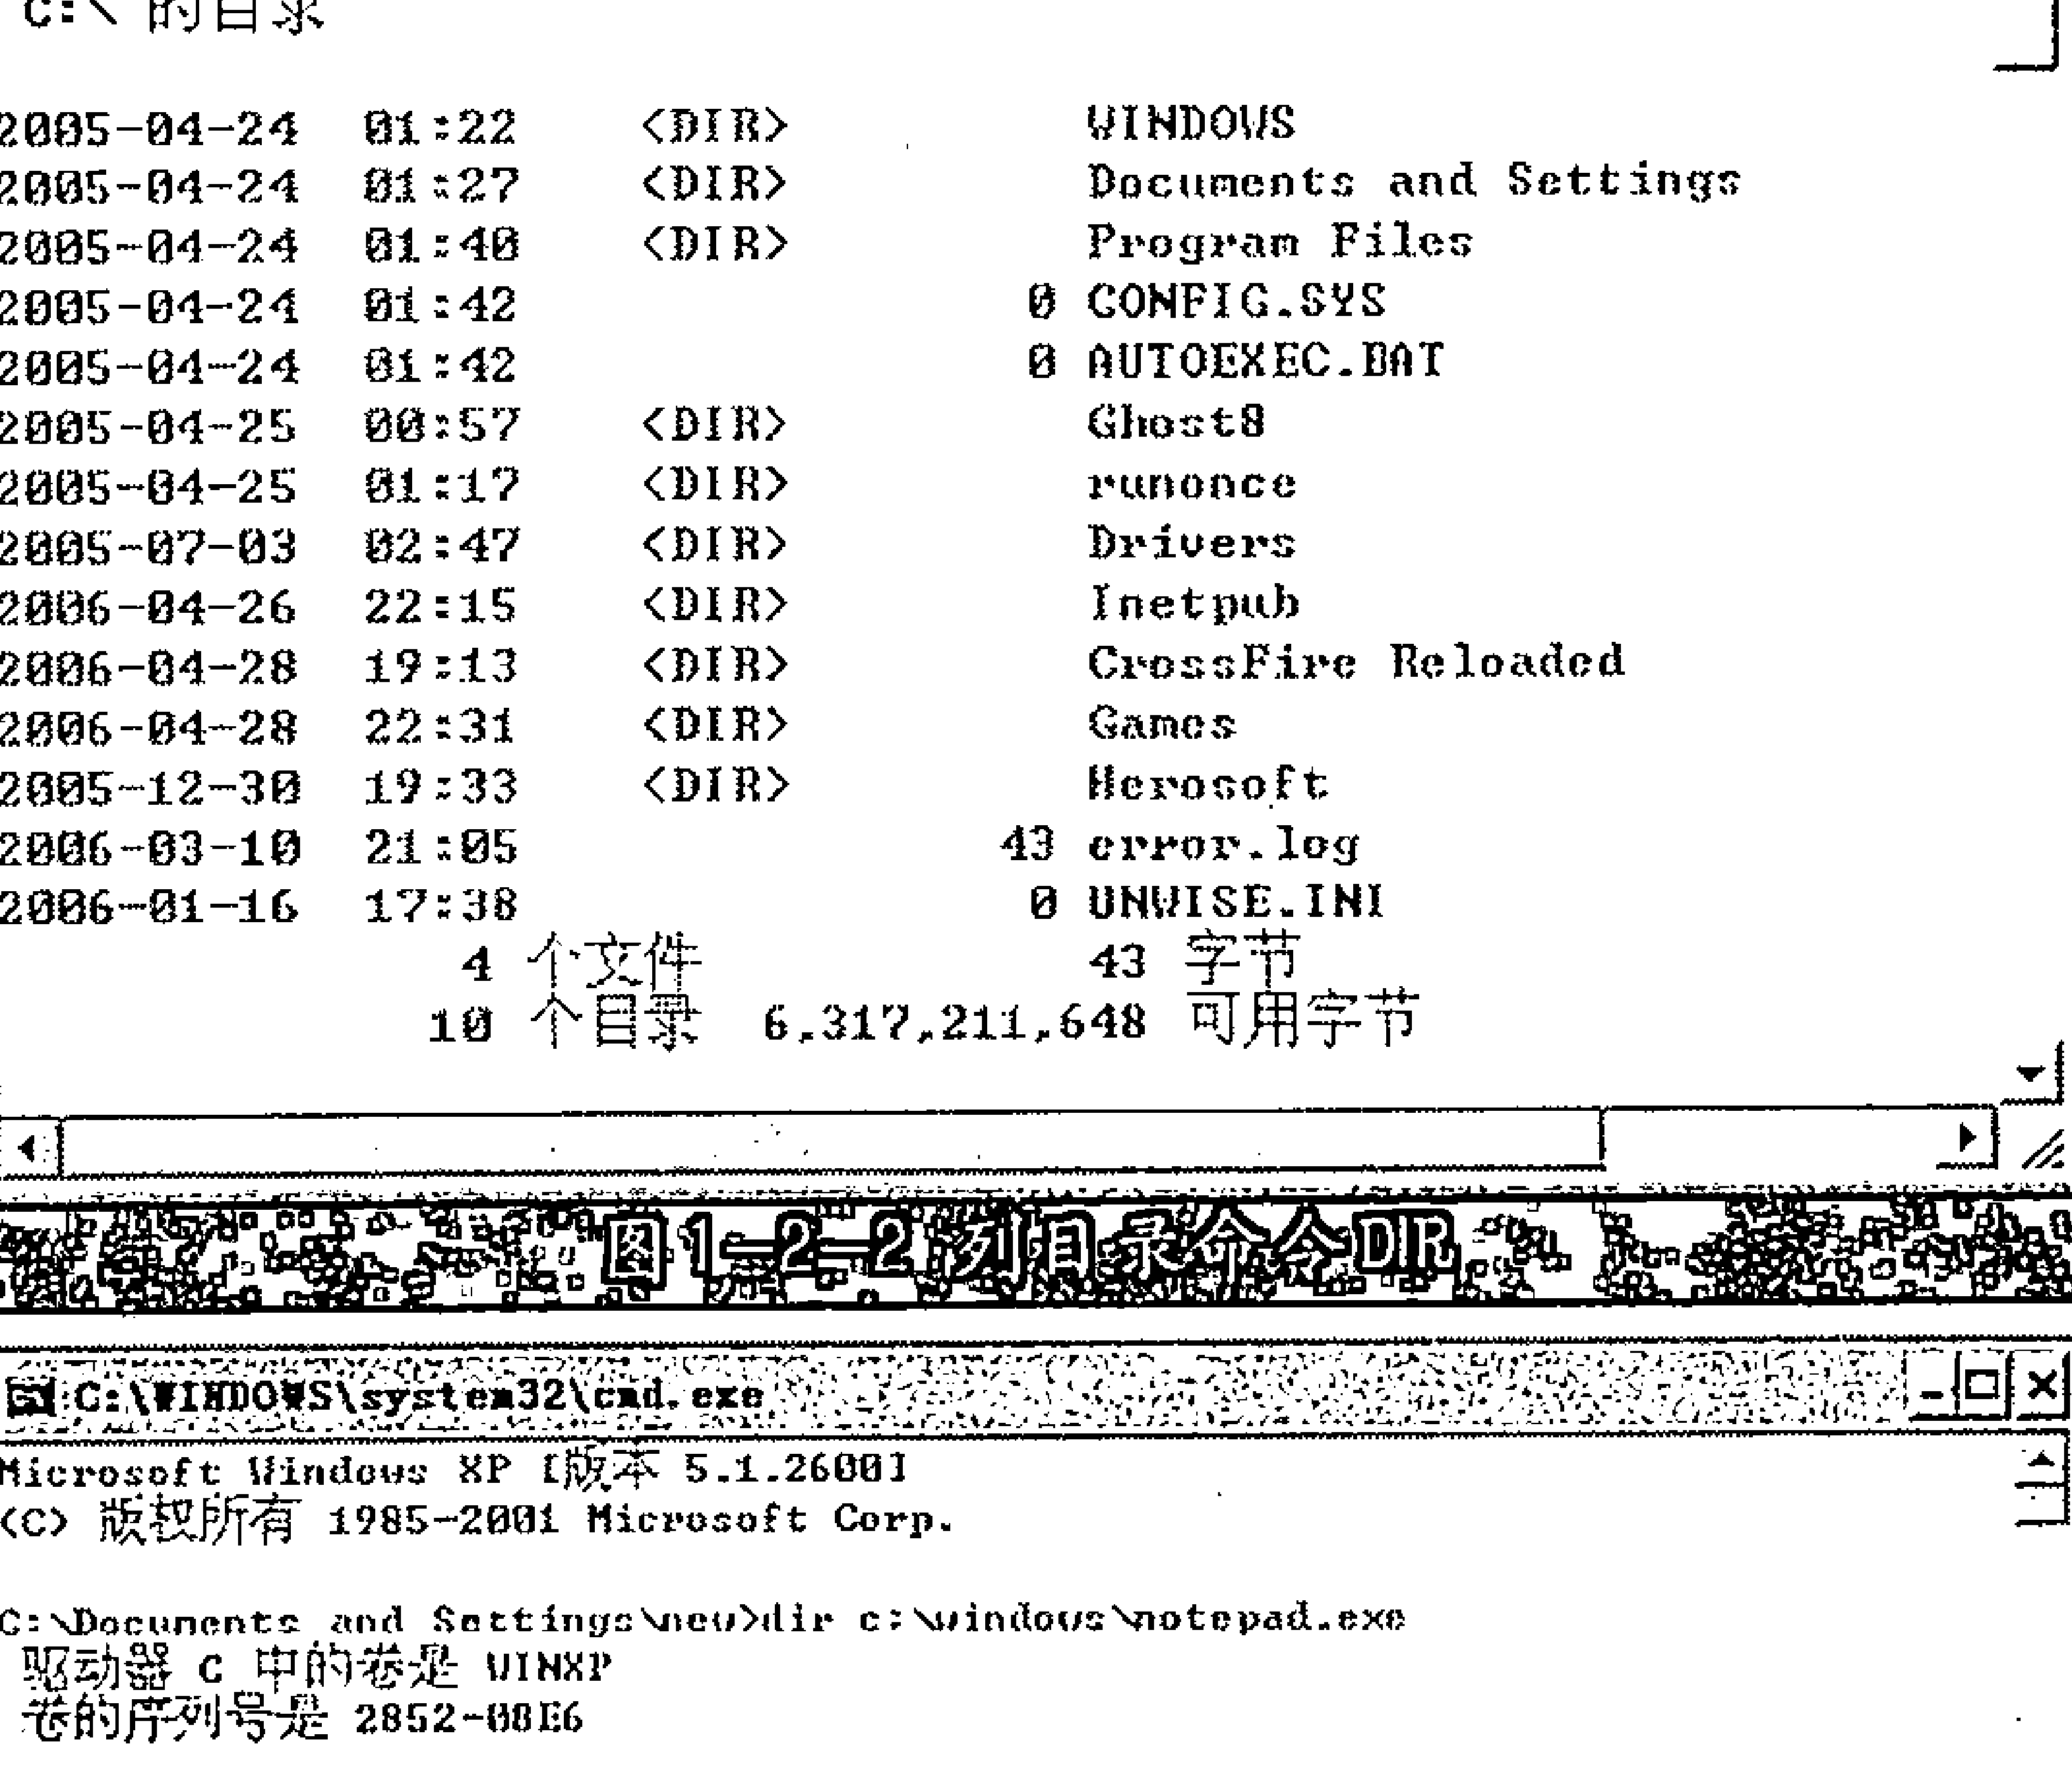 C:\ 的目录
2005-04-24 01:22 <DIR> WINDOWS
2005-04-24 01:27 <DIR> Documents and Settings
2005-04-24 01:40 <DIR> Program Files
2005-04-24 01:42 0 CONFIG.SYS
2005-04-24 01:42 0 AUTOEXEC.BAT
2005-04-25 00:57 <DIR> Ghost8
2005-04-25 01:17 <DIR> runonce
2005-07-03 02:47 <DIR> Drivers
2006-04-26 22:15 <DIR> Inetpub
2006-04-28 19:13 <DIR> CrossFire Reloaded
2006-04-28 22:31 <DIR> Games
2005-12-30 19:33 <DIR> Herosoft
2006-03-10 21:05 43 error.log
2006-01-16 17:38 0 UNWISE.INI
4 个文件 43 字节
10 个目录 6,317,211,648 可用字节
图1-2-2 列目录命令DIR
C:\WINDOWS\system32\cmd.exe
Microsoft Windows XP [版本 5.1.2600]
(C) 版权所有 1985-2001 Microsoft Corp.
C:\Documents and Settings\new>dir c:\windows\notepad.exe
驱动器 C 中的卷是 WINXP
卷的序列号是 2852-08E6